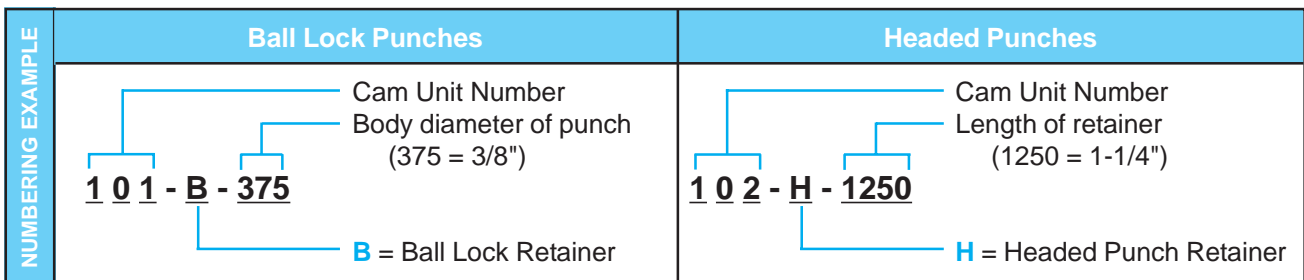 NUMBERING EXAMPLE
Ball Lock Punches
Cam Unit Number
Body diameter of punch
(375 = 3/8")
1 0 1 - B - 375
B = Ball Lock Retainer
Headed Punches
Cam Unit Number
Length of retainer
(1250 = 1-1/4")
1 0 2 - H - 1250
H = Headed Punch Retainer